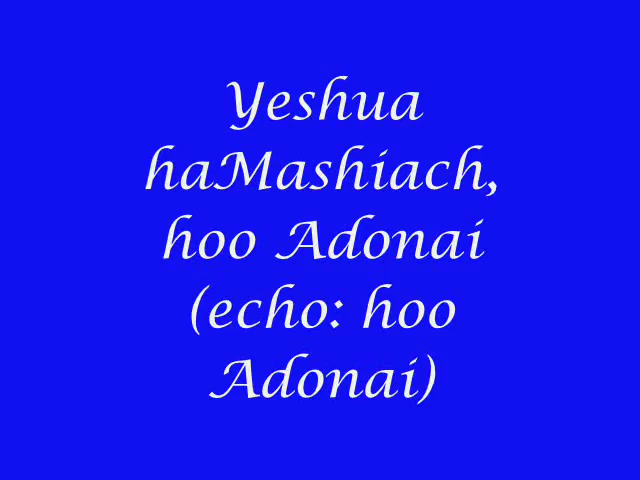 Yeshua
haMashiach,
hoo Adonai
(echo: hoo
Adonai)